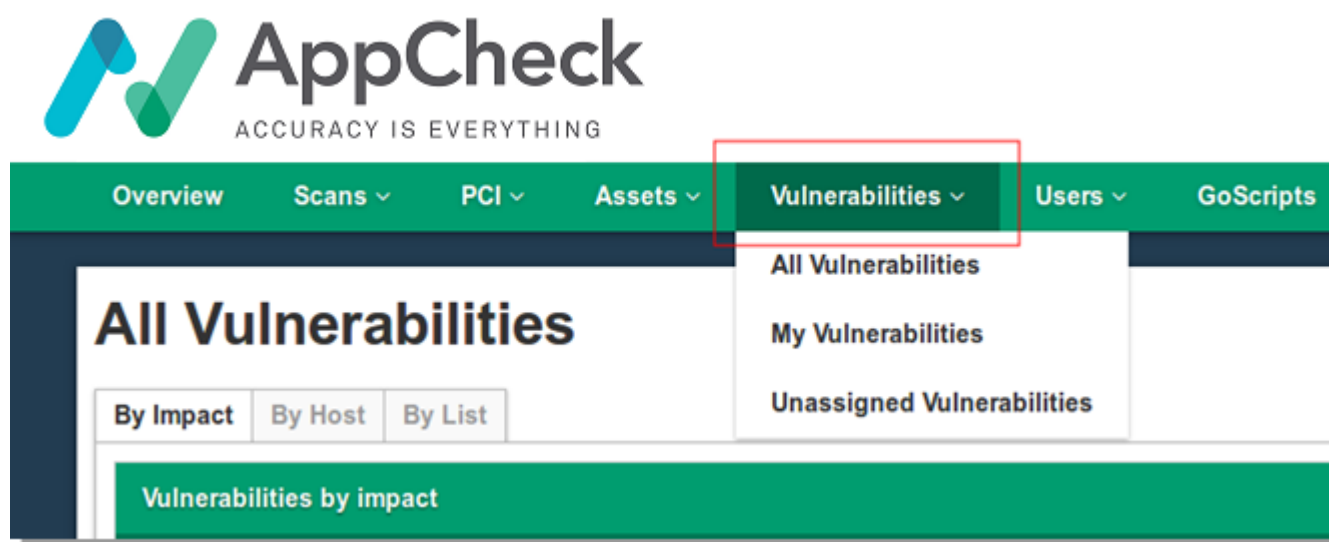 AppCheck
ACCURACY IS EVERYTHING
Overview Scans PCI Assets Vulnerabilities Users GoScripts
All Vulnerabilities
My Vulnerabilities
Unassigned Vulnerabilities
All Vulnerabilities
By Impact By Host By List
Vulnerabilities by impact